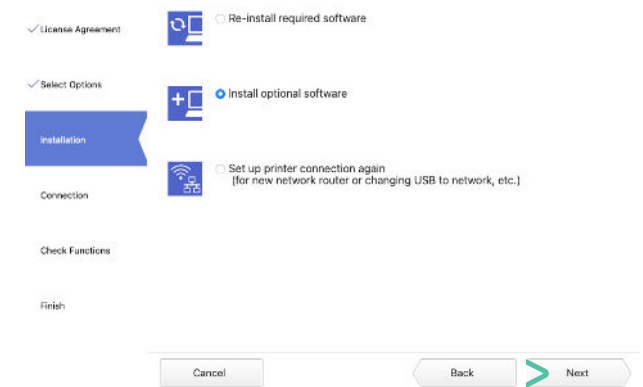 License Agreement
Select Options
Installation
Connection
Check Functions
Finish
Re-install required software
Install optional software
Set up printer connection again
(for new network router or changing USB to network, etc.)
Cancel
Back
Next